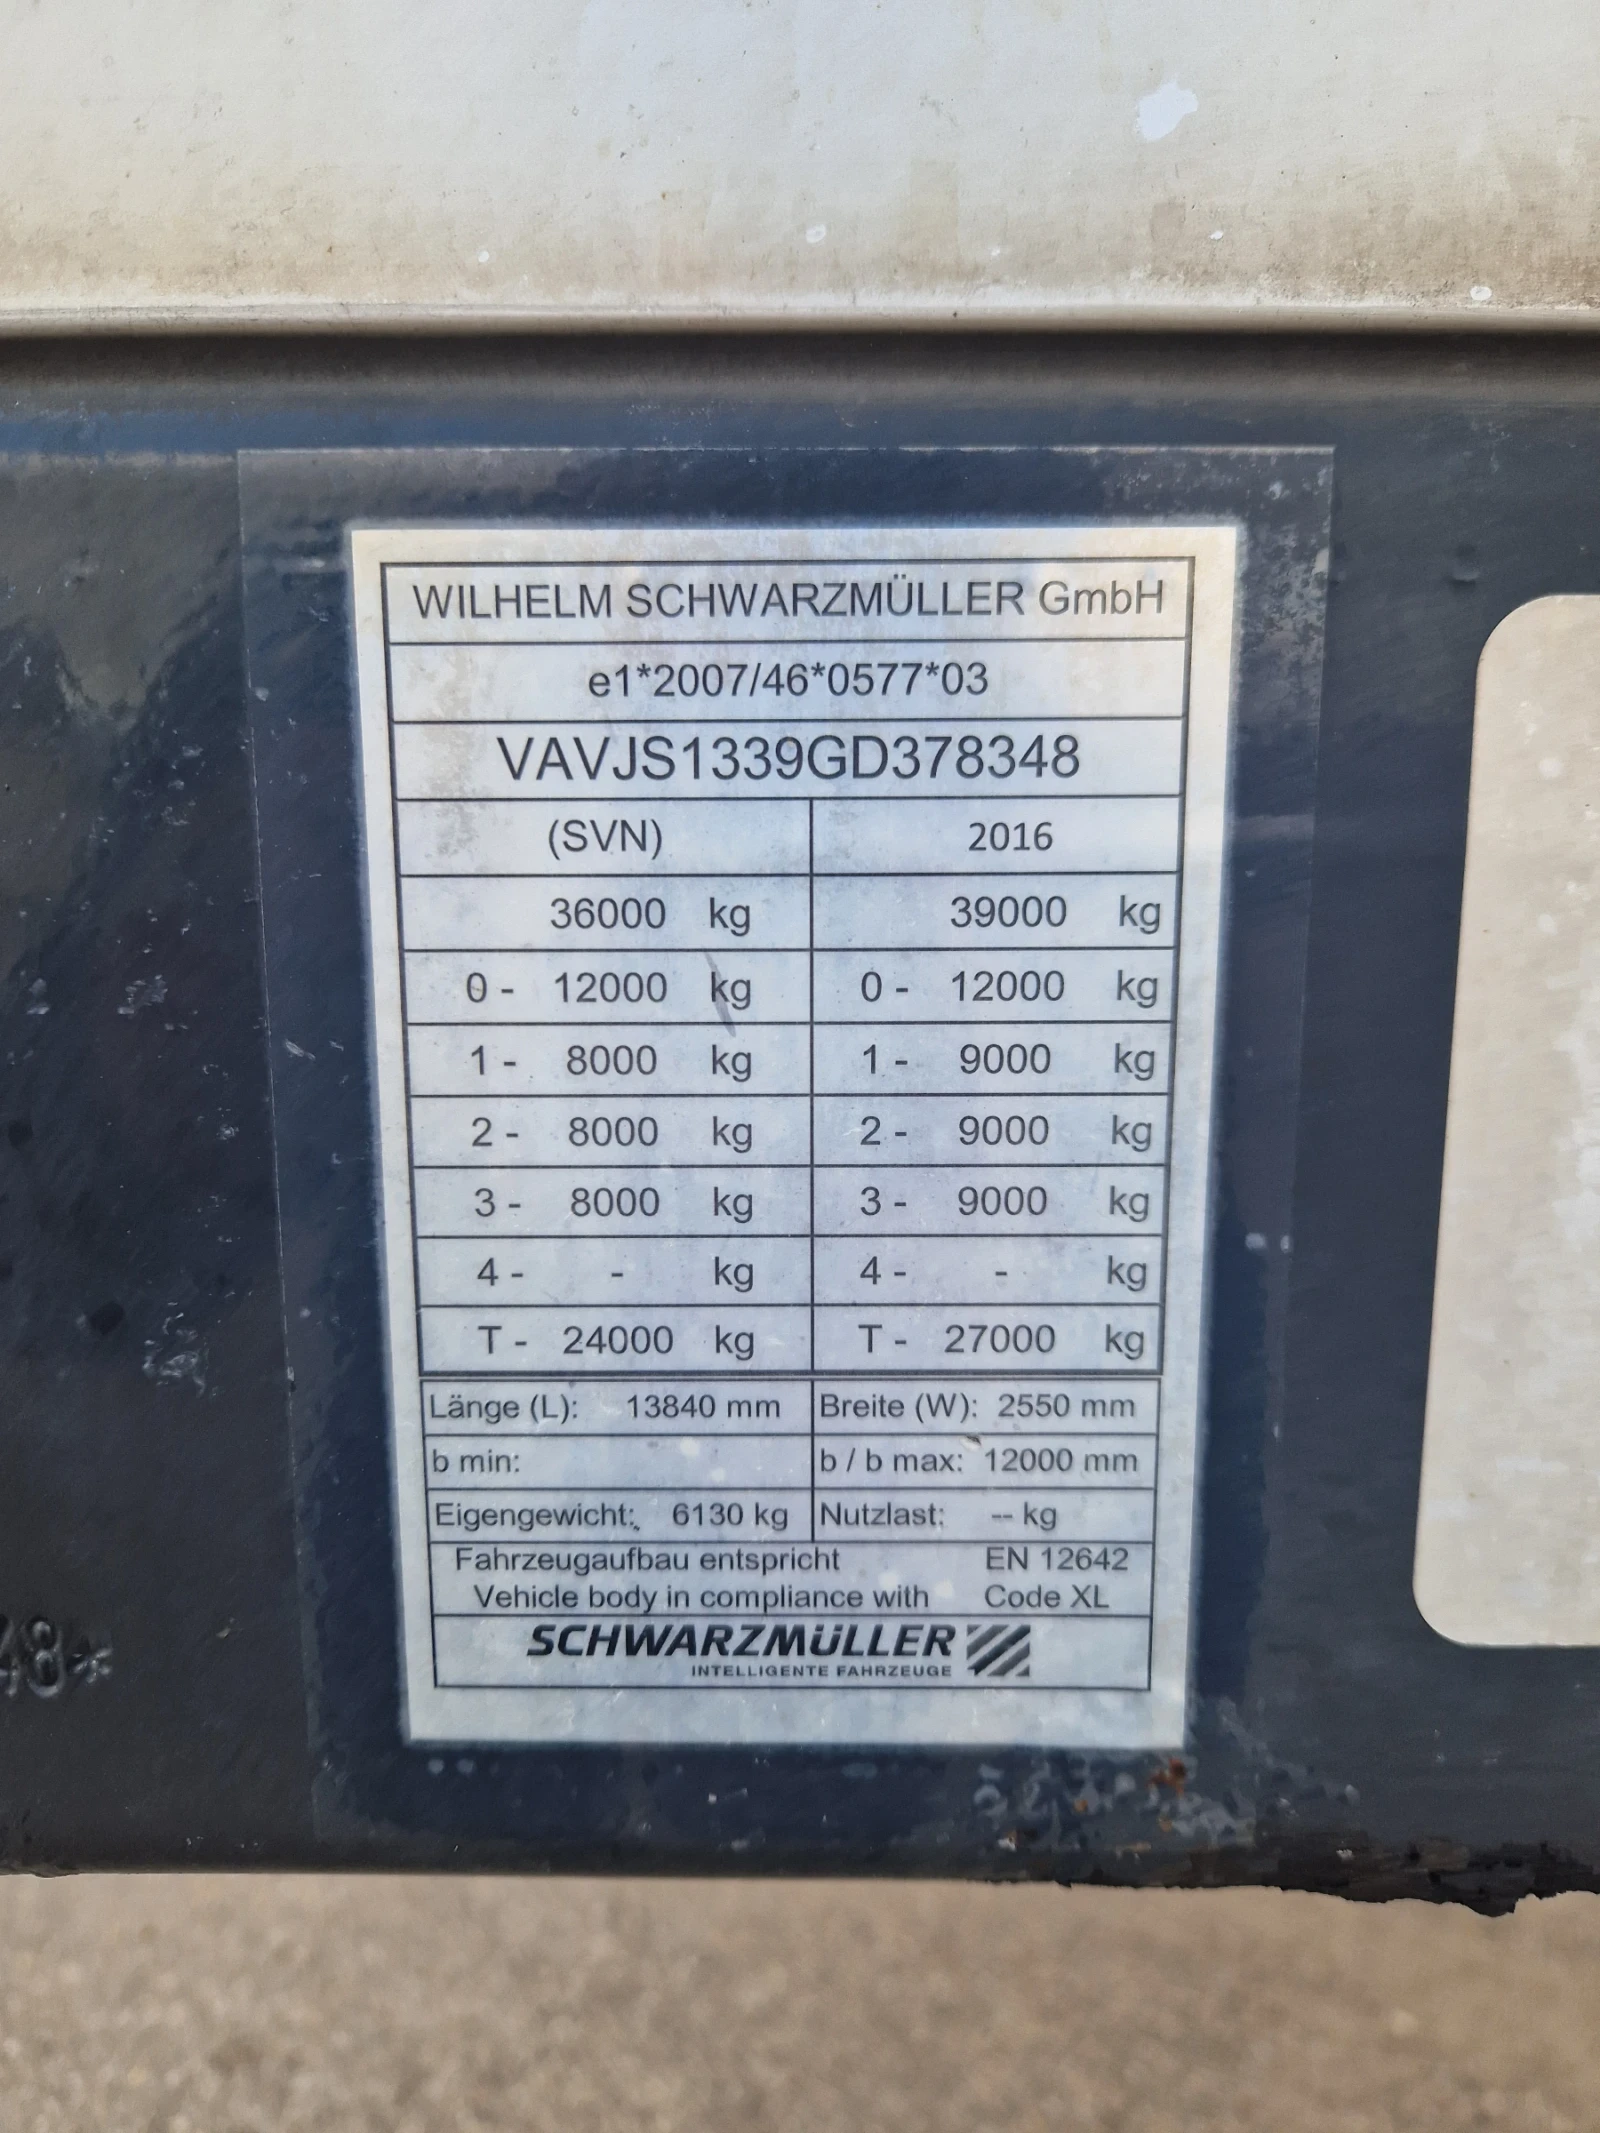 WILHELM SCHWARZMÜLLER GmbH
e1*2007/46*0577*03
VAVJS1339GD378348
(SVN) 2016
36000 kg 39000 kg
0 - 12000 kg 0 - 12000 kg
1 - 8000 kg 1 - 9000 kg
2 - 8000 kg 2 - 9000 kg
3 - 8000 kg 3 - 9000 kg
4 - - kg 4 - - kg
T - 24000 kg T - 27000 kg
Länge (L): 13840 mm Breite (W): 2550 mm
b min: b / b max: 12000 mm
Eigengewicht: 6130 kg Nutzlast: -- kg
Fahrzeugaufbau entspricht EN 12642
Vehicle body in compliance with Code XL
SCHWARZMÜLLER
INTELLIGENTE FAHRZEUGE
48*